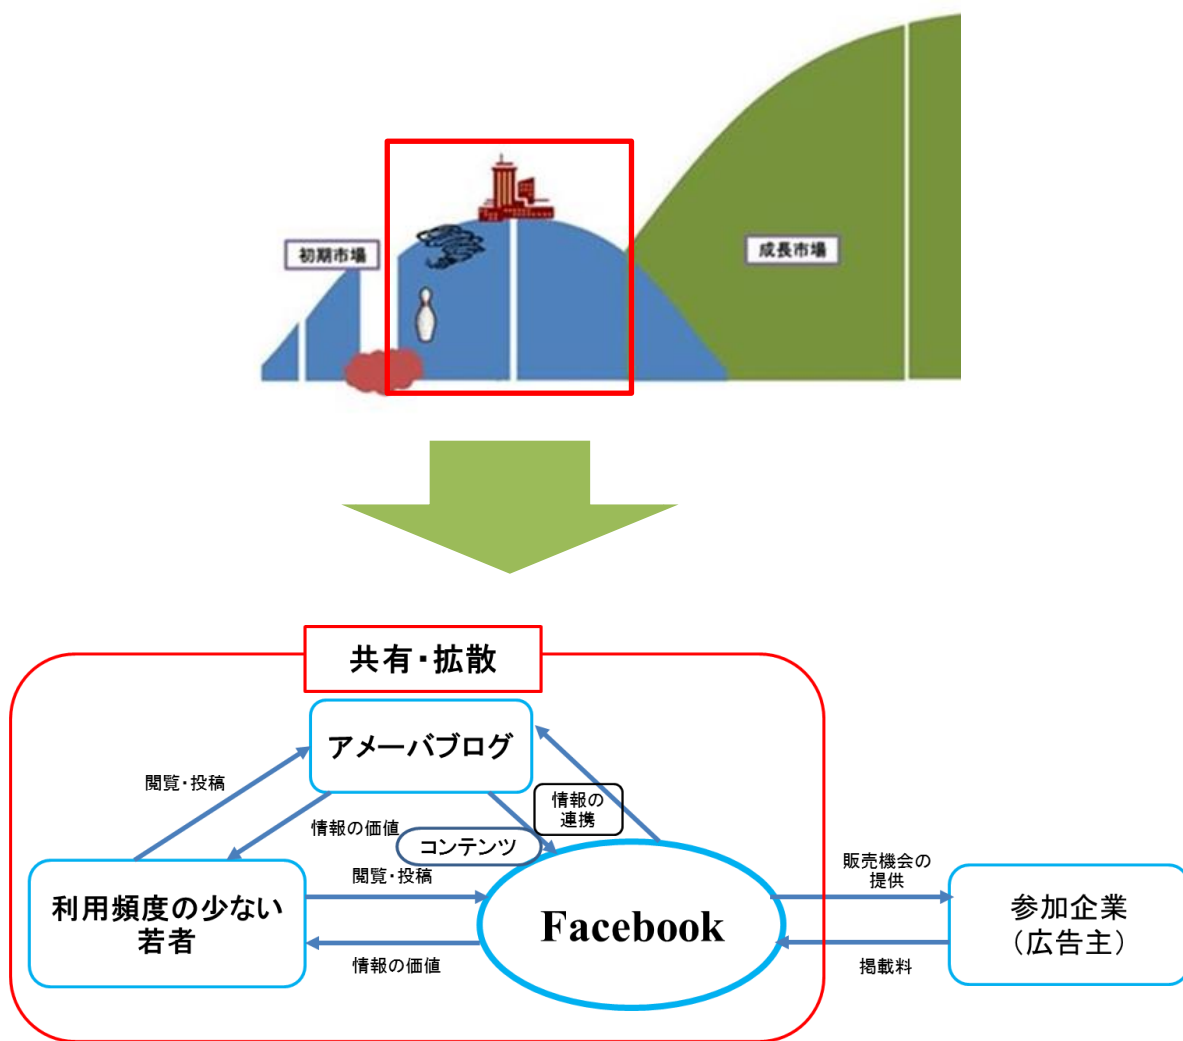 初期市場
成長市場
共有・拡散
アメーバブログ
閲覧・投稿
情報の
連携
情報の価値
コンテンツ
販売機会の
提供
閲覧・投稿
利用頻度の少ない
若者
Facebook
参加企業
（広告主）
情報の価値
掲載料